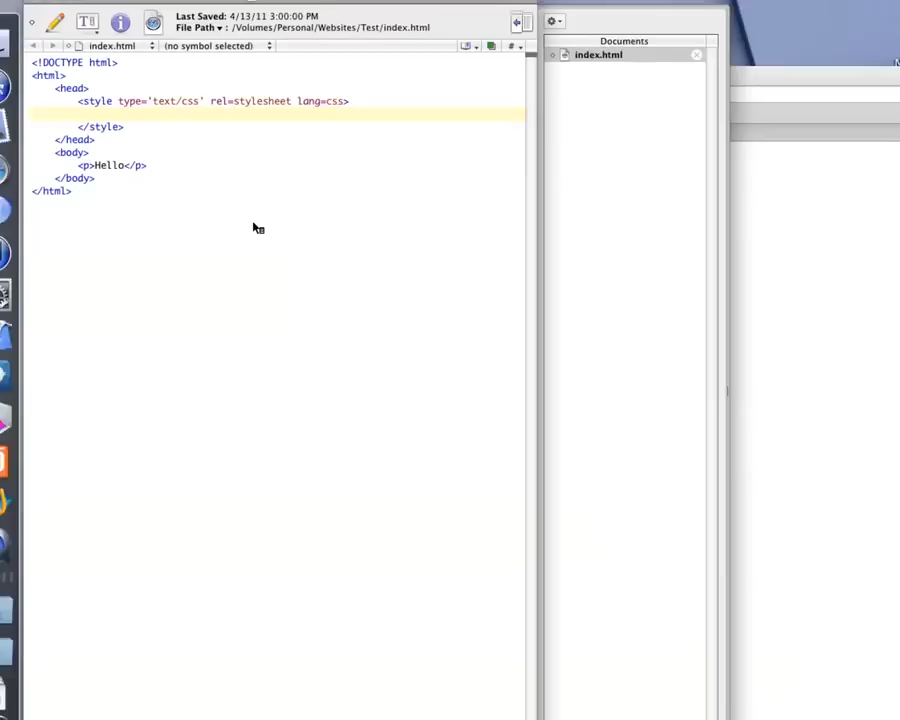 Last Saved: 4/13/11 3:00:00 PM
File Path ▾ : /Volumes/Personal/Websites/Test/index.html
index.html (no symbol selected) #
Documents
index.html
<!DOCTYPE html>
<html>
<head>
<style type='text/css' rel=stylesheet lang=css>
</style>
</head>
<body>
<p>Hello</p>
</body>
</html>